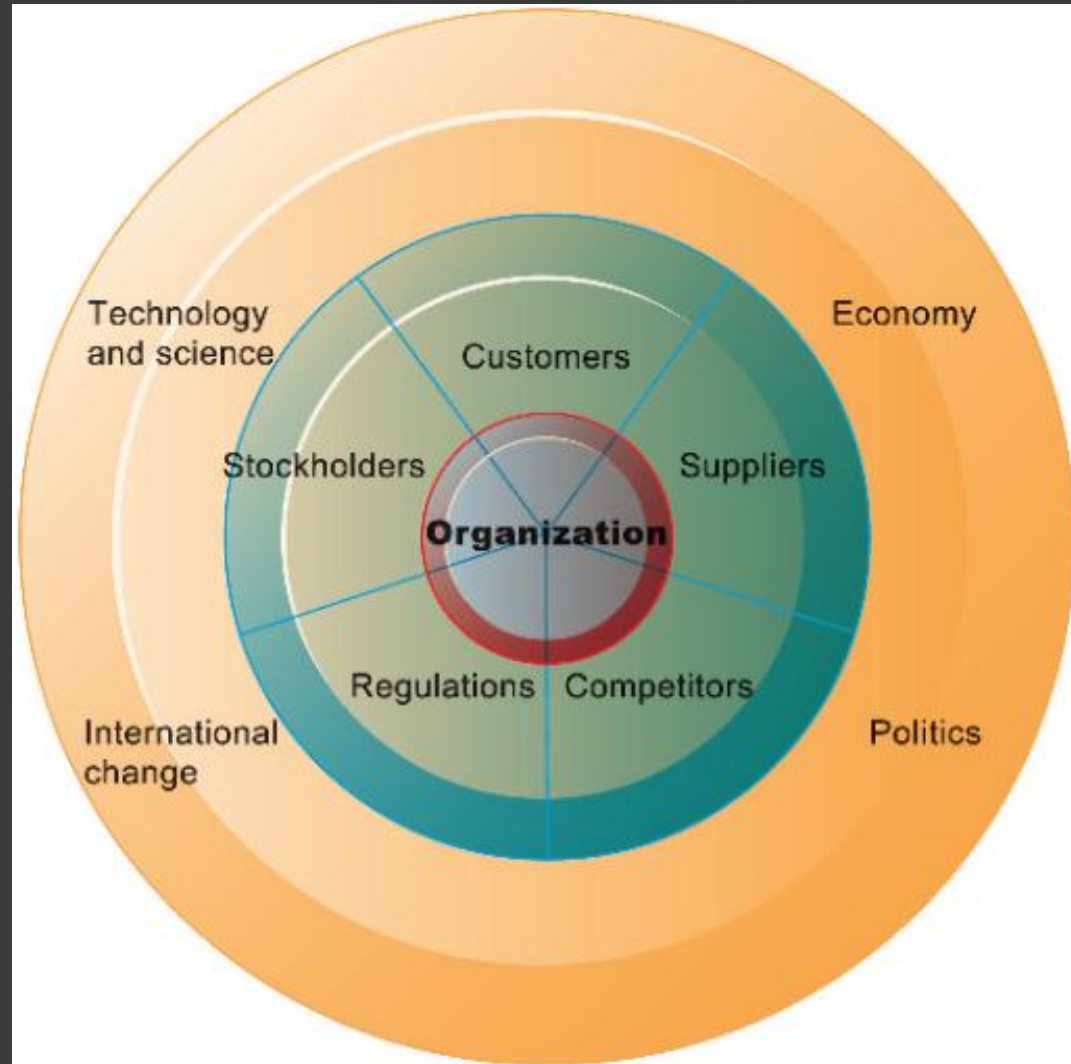 Technology
and science
Economy
Customers
Stockholders
Suppliers
Organization
Regulations
Competitors
International
change
Politics